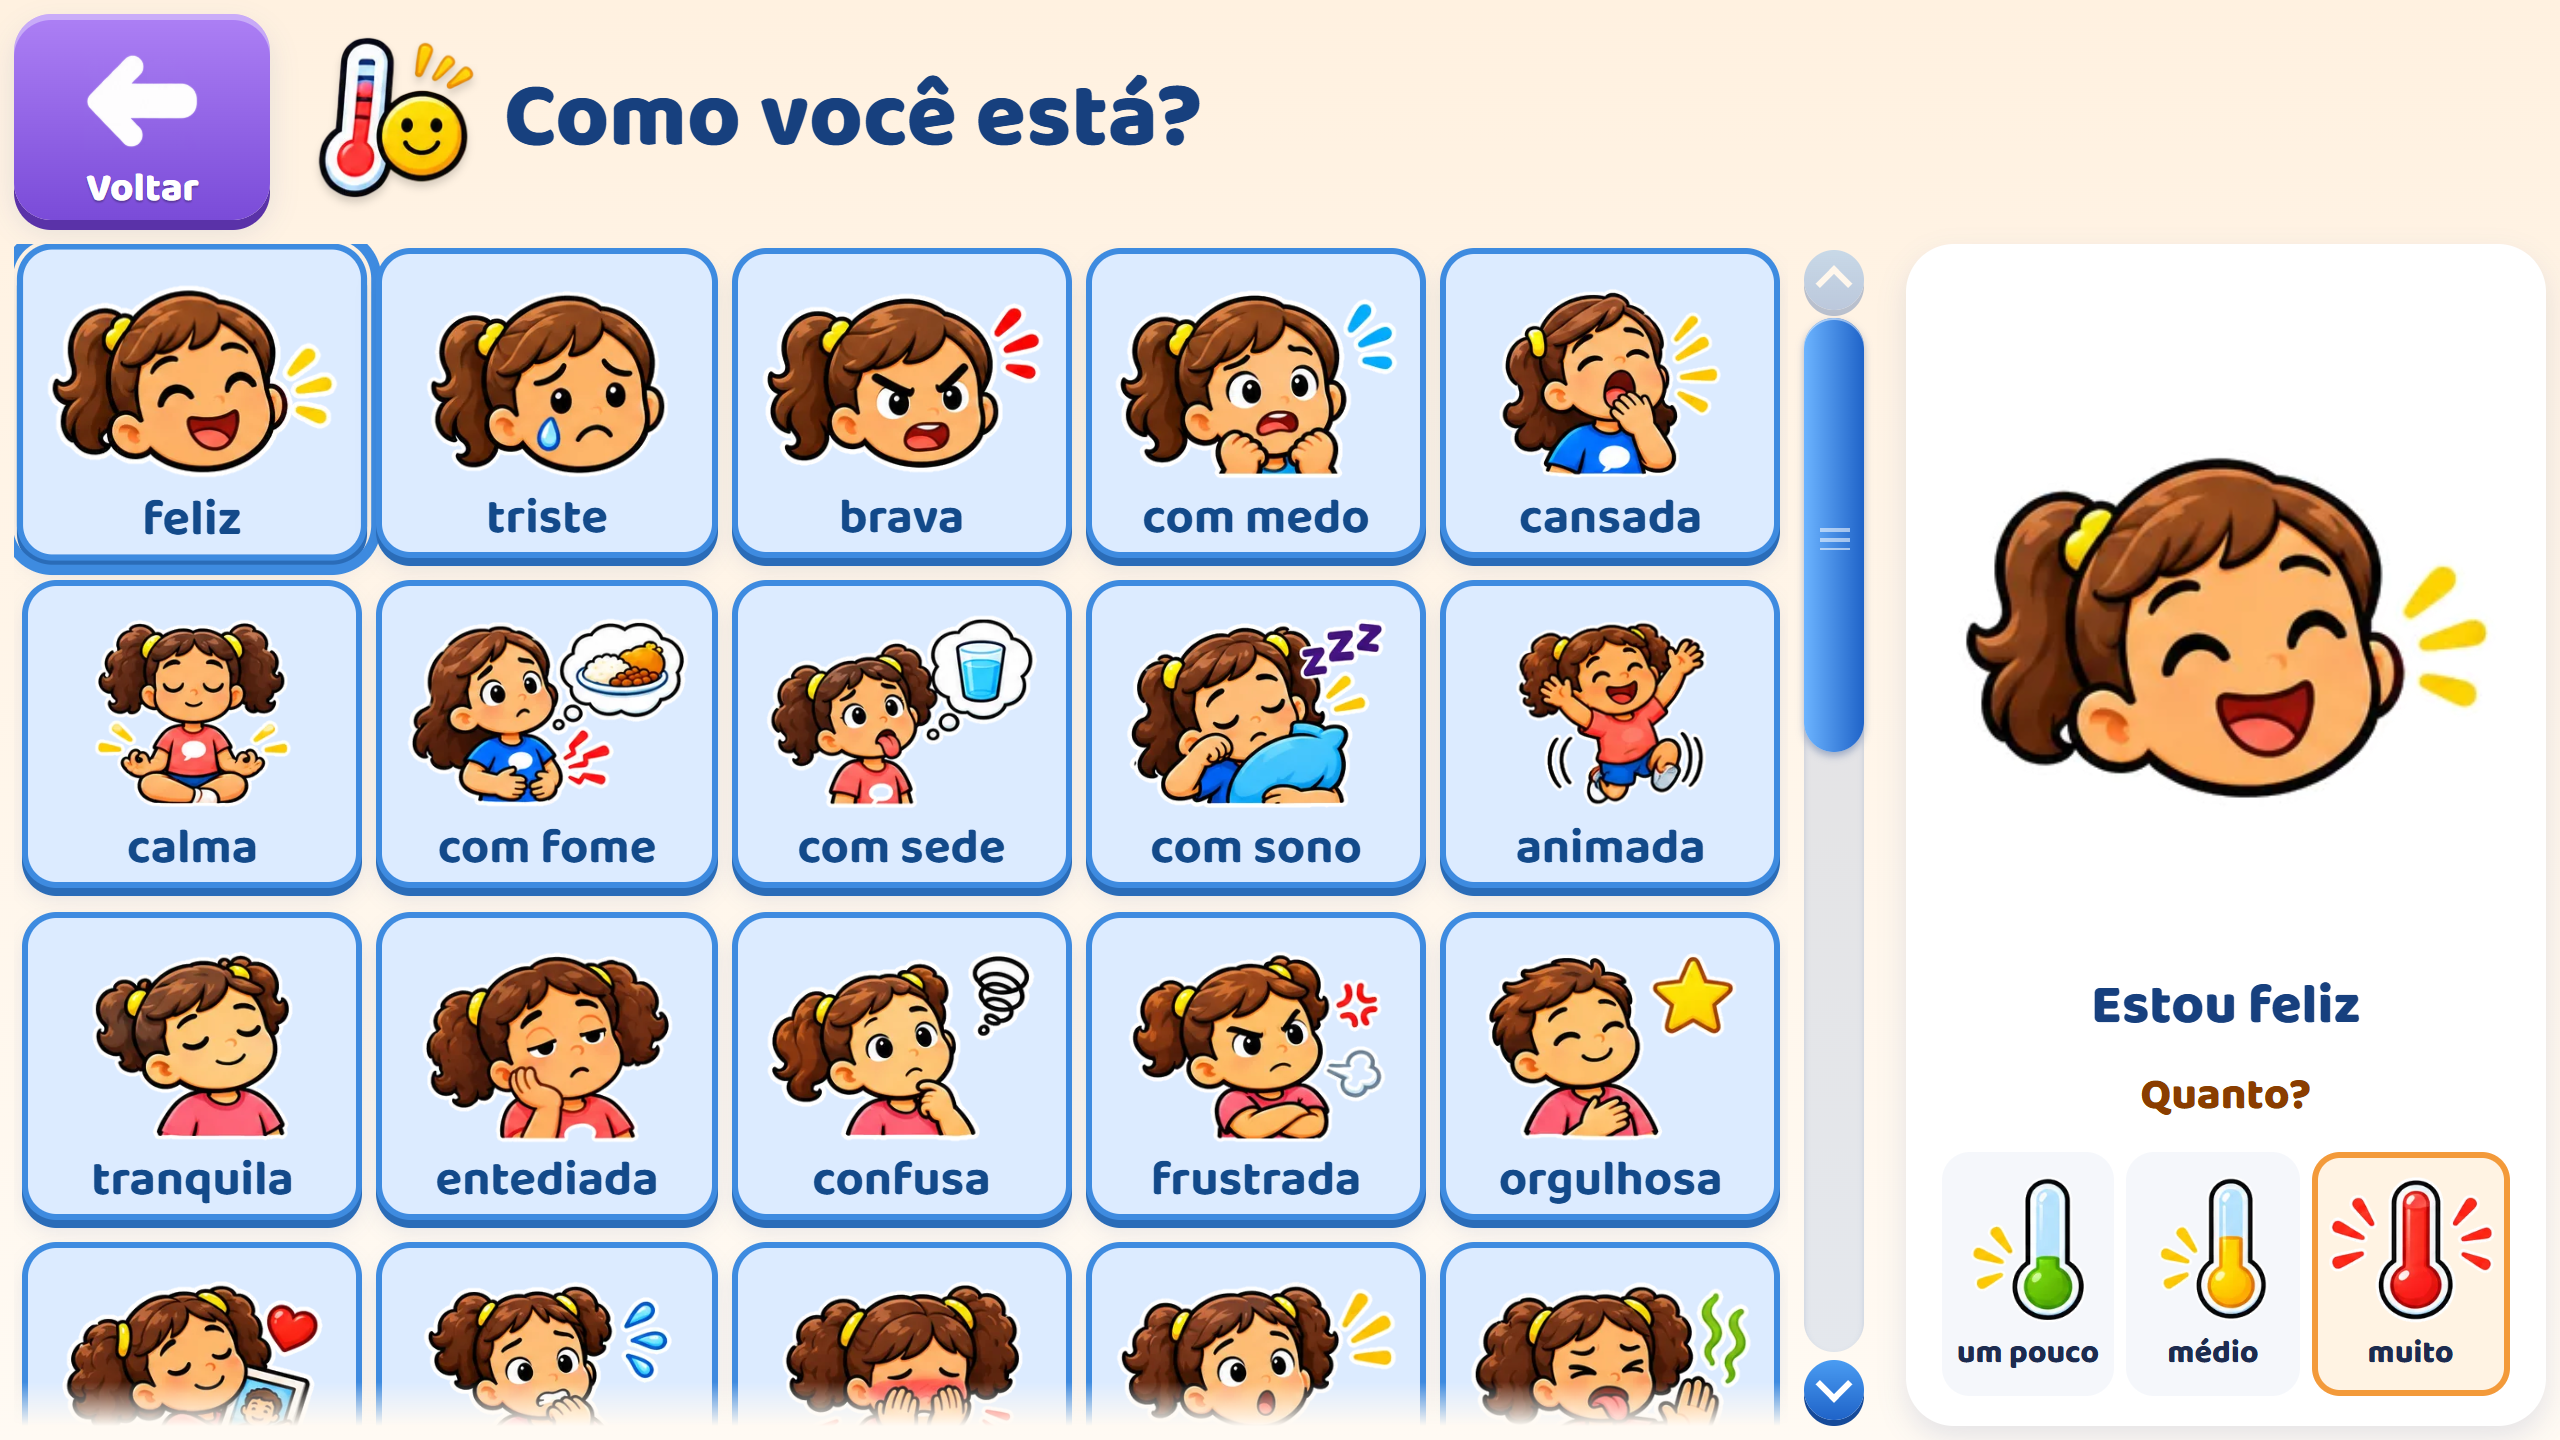 Voltar
Como você está?
feliz
triste
brava
com medo
cansada
calma
com fome
com sede
zzz
com sono
animada
tranquila
entediada
confusa
frustrada
orgulhosa
Estou feliz
Quanto?
um pouco
médio
muito